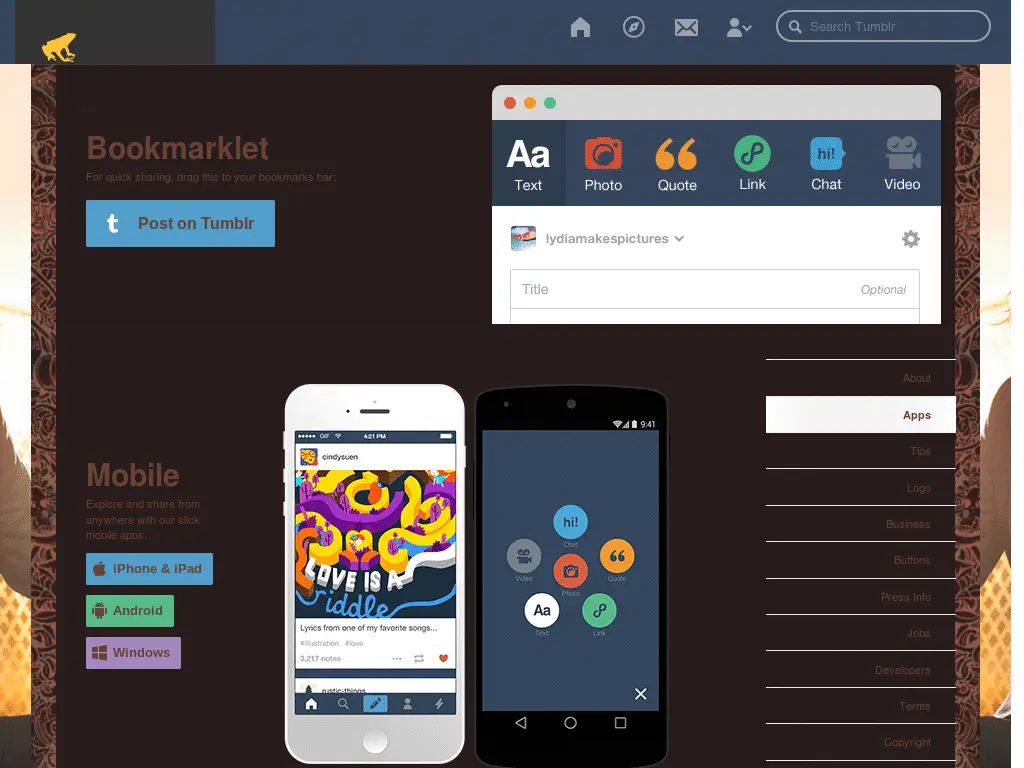 Search Tumblr
Bookmarklet
For quick sharing, drag this to your bookmarks bar:
t Post on Tumblr
Aa
Text
Photo
Quote
Link
hi!
Chat
Video
lydiamakespictures
Title
Optional
Mobile
Explore and share from
anywhere with our slick
mobile apps.
iPhone & iPad
Android
Windows
GIF
4:21 PM
cindysuen
LOVE IS A
riddle
Lyrics from one of my favorite songs...
#illustration #love
3,217 notes
rustic-things
9:41
hi!
Chat
Video
Quote
Photo
Aa
Text
Link
About
Apps
Tips
Logo
Business
Buttons
Press Info
Jobs
Developers
Terms
Copyright